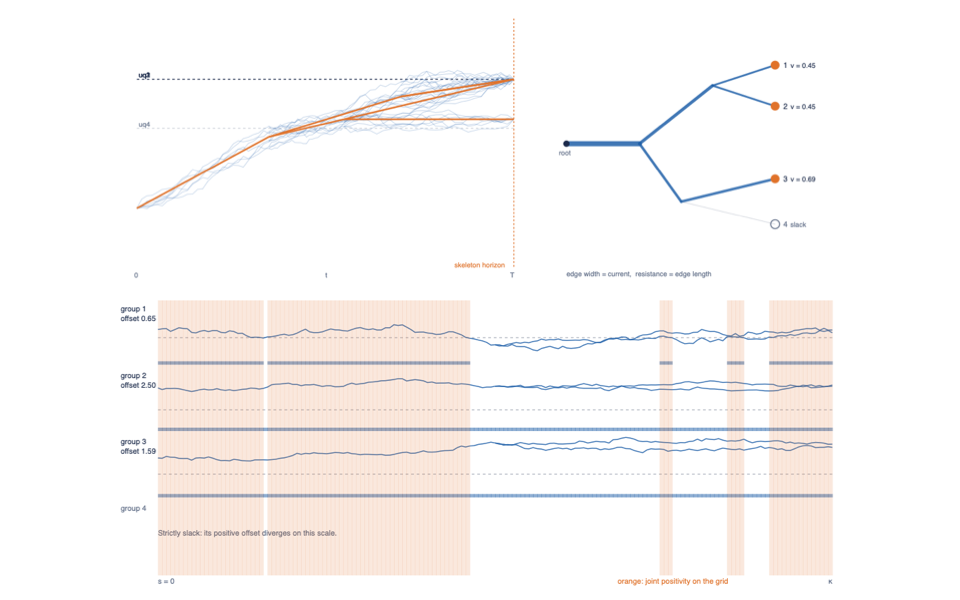 uq4
skeleton horizon
0
t
T
root
1 v = 0.45
2 v = 0.45
3 v = 0.69
4 slack
edge width = current, resistance = edge length
group 1
offset 0.65
group 2
offset 2.50
group 3
offset 1.59
group 4
Strictly slack: its positive offset diverges on this scale.
s = 0
orange: joint positivity on the grid
K